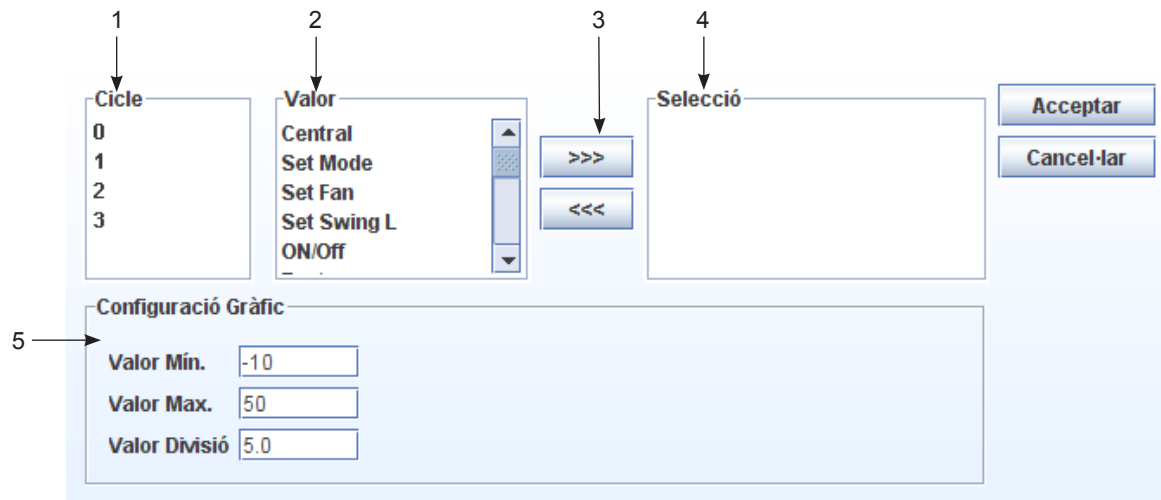 1 2 3 4
Cicle
0
1
2
3
Valor
Central
Set Mode
Set Fan
Set Swing L
ON/Off
>>>
<<<
Selecció
Acceptar
Cancel·lar
5
Configuració Gràfic
Valor Mín. -10
Valor Max. 50
Valor Divisió 5.0